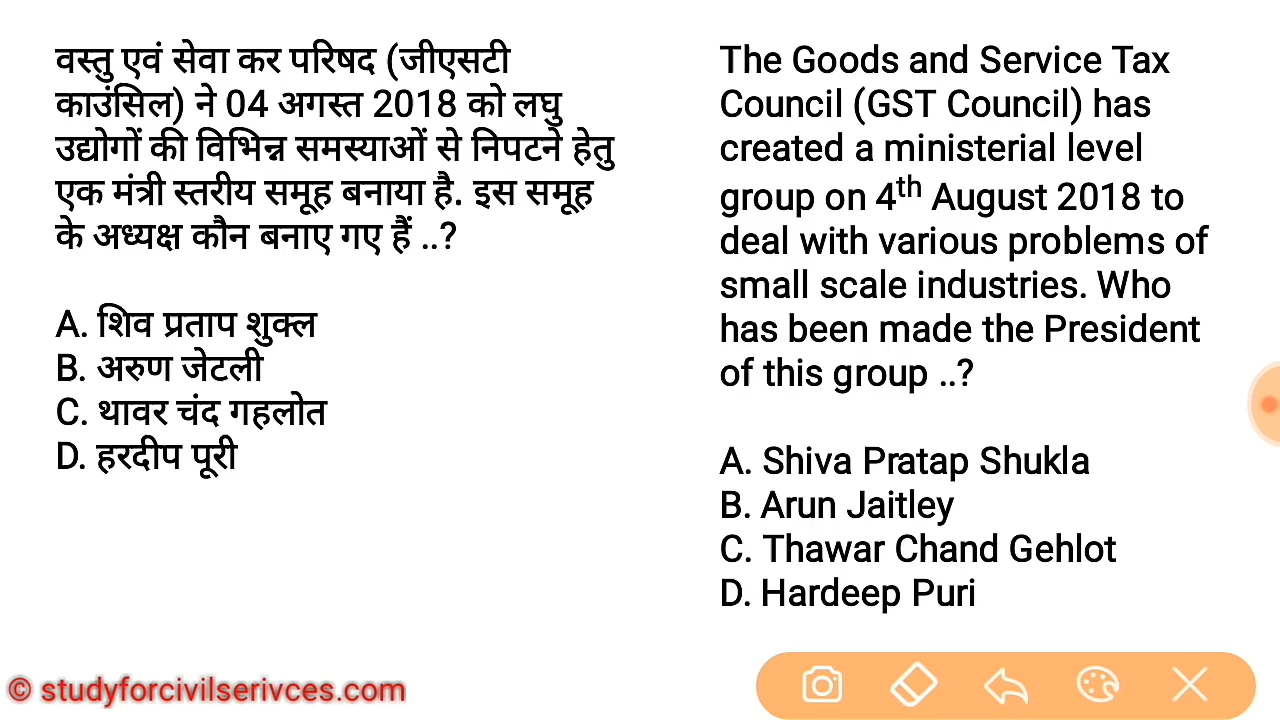 वस्तु एवं सेवा कर परिषद (जीएसटी
काउंसिल) ने 04 अगस्त 2018 को लघु
उद्योगों की विभिन्न समस्याओं से निपटने हेतु
एक मंत्री स्तरीय समूह बनाया है. इस समूह
के अध्यक्ष कौन बनाए गए हैं ..?
A. शिव प्रताप शुक्ल
B. अरुण जेटली
C. थावर चंद गहलोत
D. हरदीप पूरी
The Goods and Service Tax
Council (GST Council) has
created a ministerial level
group on 4th August 2018 to
deal with various problems of
small scale industries. Who
has been made the President
of this group ..?
A. Shiva Pratap Shukla
B. Arun Jaitley
C. Thawar Chand Gehlot
D. Hardeep Puri
© studyforcivilserivces.com